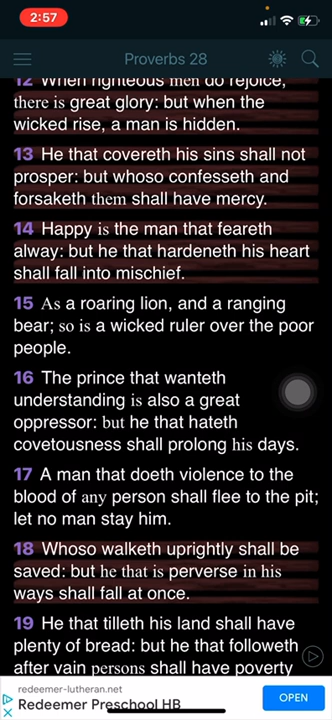 2:57
Proverbs 28
12 When righteous men do rejoice,
there is great glory: but when the
wicked rise, a man is hidden.
13 He that covereth his sins shall not
prosper: but whoso confesseth and
forsaketh them shall have mercy.
14 Happy is the man that feareth
alway: but he that hardeneth his heart
shall fall into mischief.
15 As a roaring lion, and a ranging
bear; so is a wicked ruler over the poor
people.
16 The prince that wanteth
understanding is also a great
oppressor: but he that hateth
covetousness shall prolong his days.
17 A man that doeth violence to the
blood of any person shall flee to the pit;
let no man stay him.
18 Whoso walketh uprightly shall be
saved: but he that is perverse in his
ways shall fall at once.
19 He that tilleth his land shall have
plenty of bread: but he that followeth
after vain persons shall have poverty
redeemer-lutheran.net
Redeemer Preschool HB
OPEN